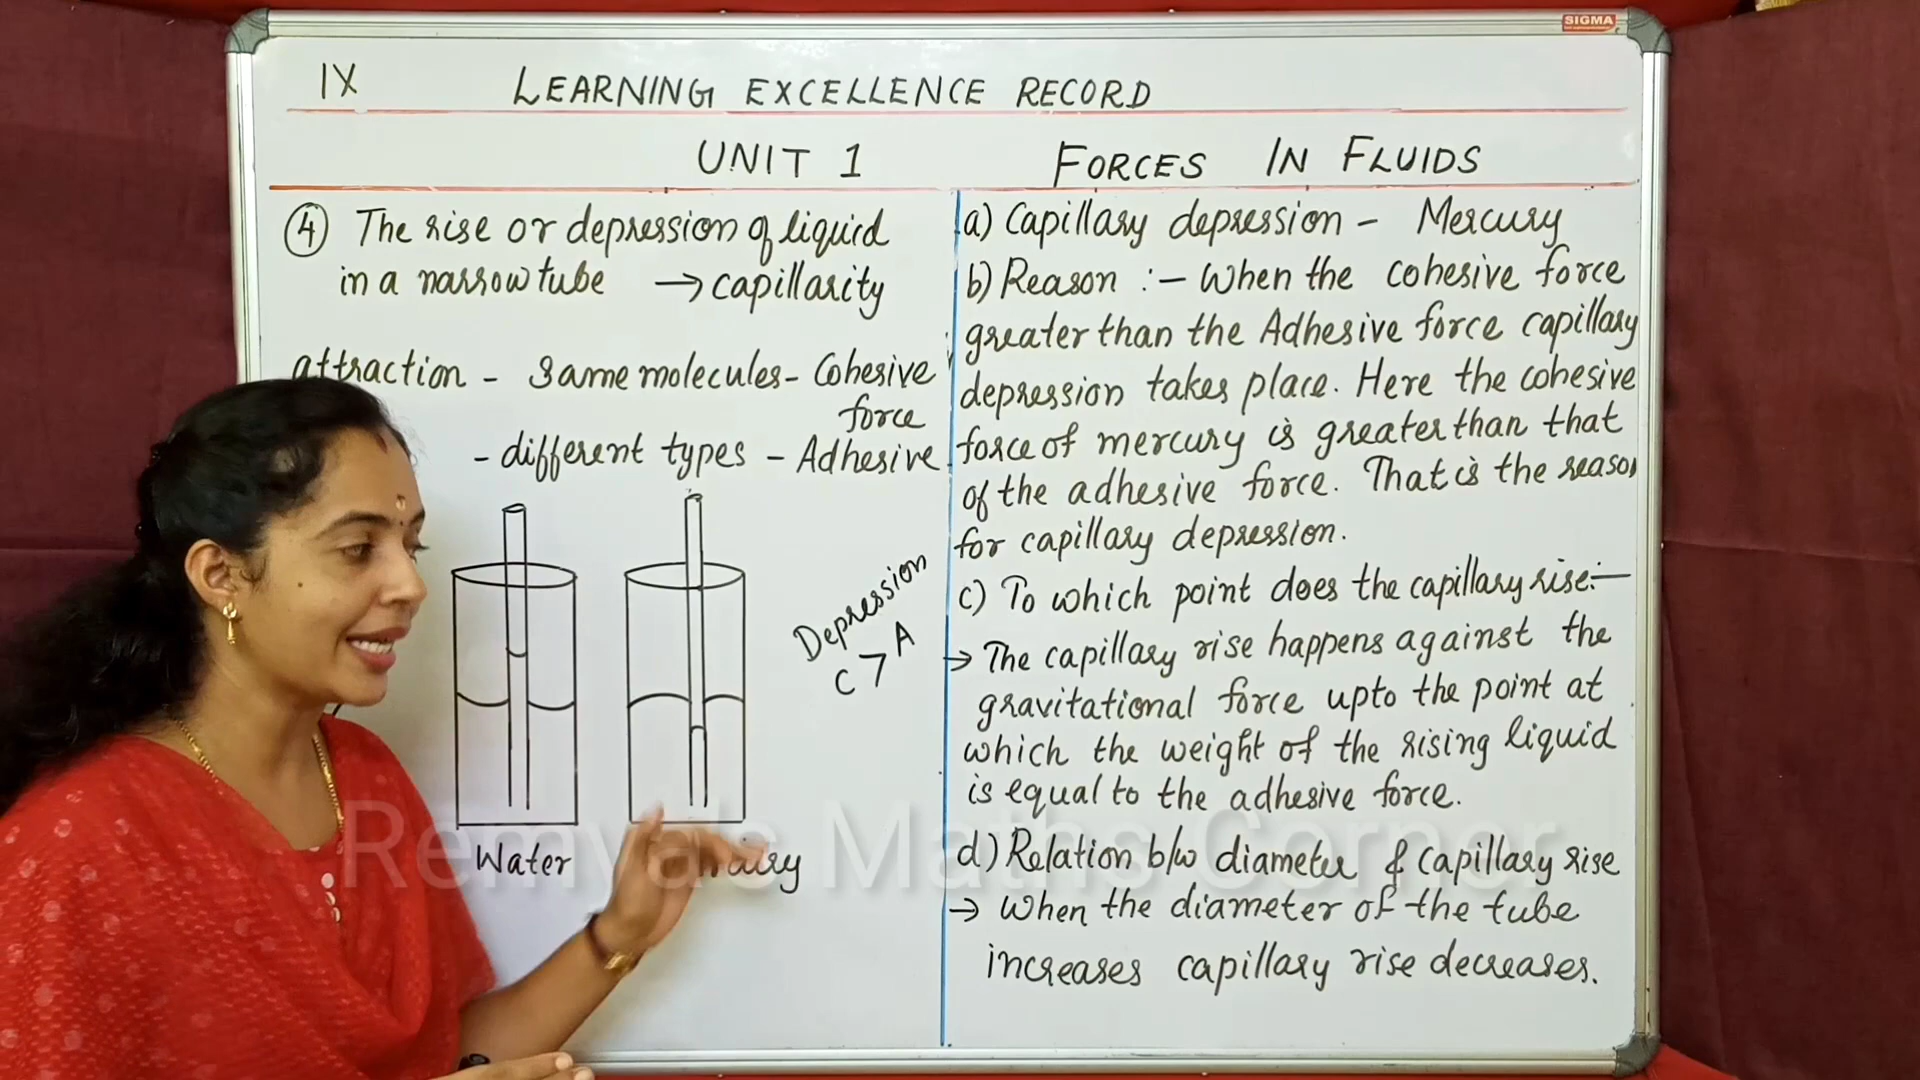 SIGMA
IX LEARNING EXCELLENCE RECORD
UNIT 1 FORCES IN FLUIDS
4 The rise or depression of liquid
in a narrow tube → capillarity
attraction - same molecules - Cohesive
force
- different types - Adhesive
Depression
C > A
Water
a) Capillary depression - Mercury
b) Reason :- When the cohesive force
greater than the Adhesive force capillary
depression takes place. Here the cohesive
force of mercury is greater than that
of the adhesive force. That is the reason
for capillary depression.
c) To which point does the capillary rise:-
→ The capillary rise happens against the
gravitational force upto the point at
which the weight of the rising liquid
is equal to the adhesive force.
d) Relation b/w diameter & capillary rise
→ When the diameter of the tube
increases capillary rise decreases.
Remya's Maths Corner